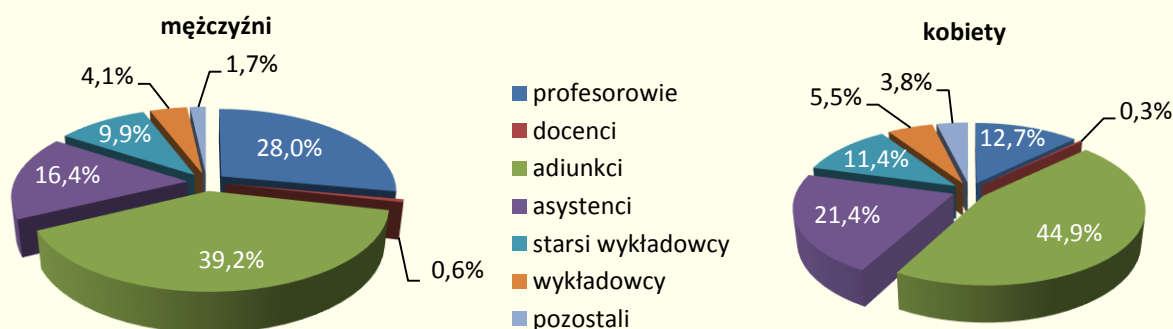 mężczyźni
4,1%
1,7%
9,9%
28,0%
16,4%
39,2%
0,6%
profesorowie
docenci
adiunkci
asystenci
starsi wykładowcy
wykładowcy
pozostali
kobiety
3,8%
5,5%
12,7%
0,3%
11,4%
21,4%
44,9%